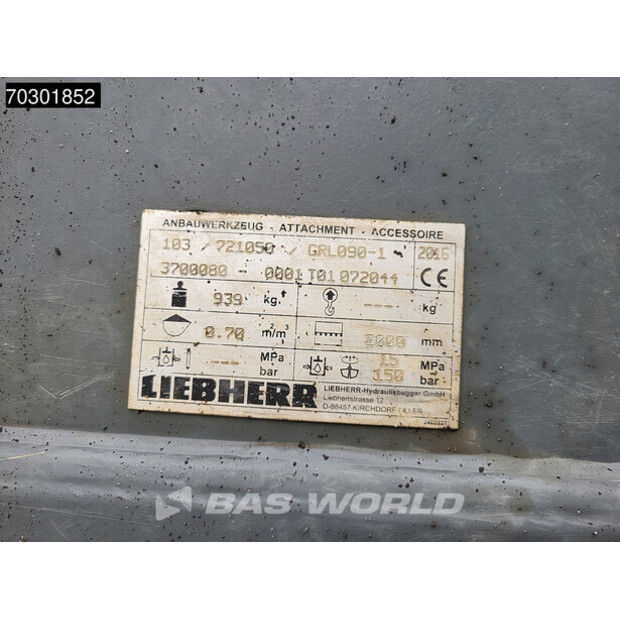 70301852
ANBAUWERKZEUG - ATTACHMENT - ACCESSOIRE
103 / 721050 / GRL090-1 2016
3700080 - 0001 T01 072044 CE
939 kg --- kg
0.70 m²/m³ 2000 mm
--- MPa bar 15 150 MPa bar
LIEBHERR
LIEBHERR-Hydraulikbagger GmbH
Liebherrstrasse 12
D-88457 KIRCHDORF / ILLER
BAS WORLD